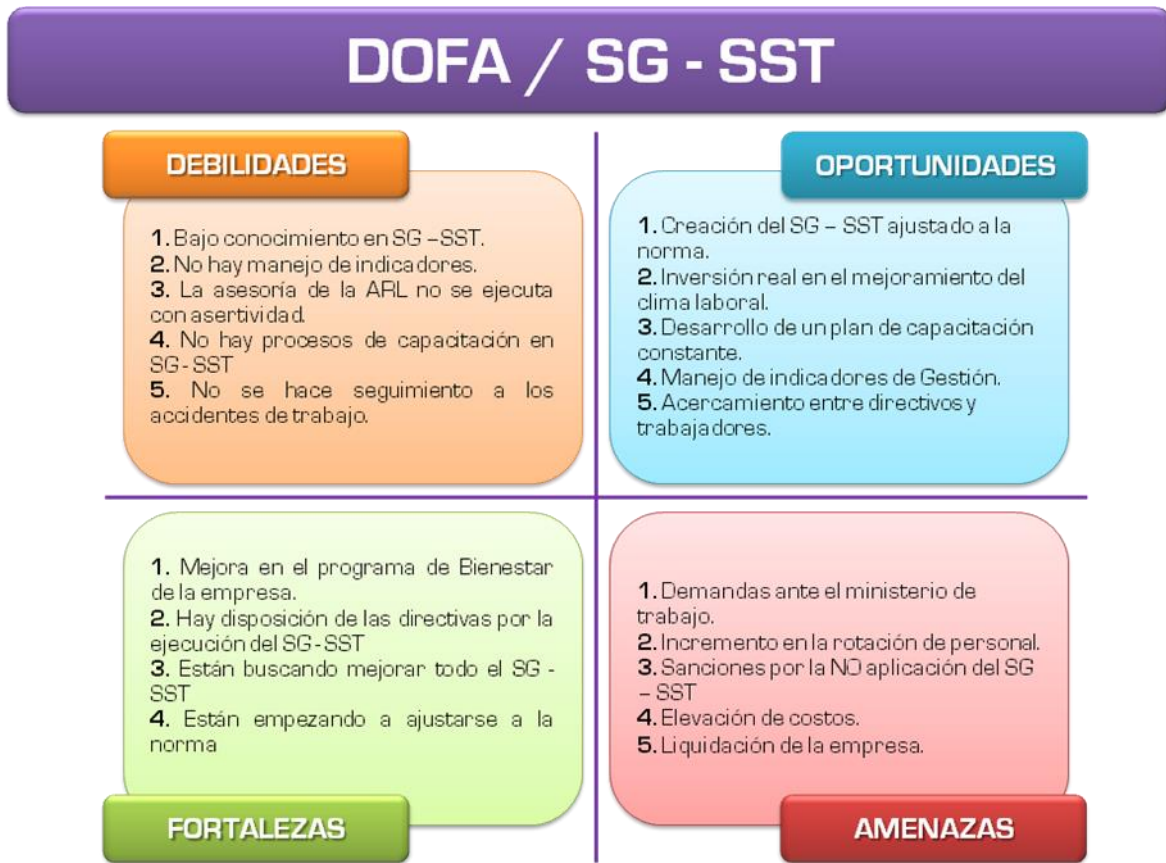 DOFA / SG - SST
DEBILIDADES
1. Bajo conocimiento en SG –SST.
2. No hay manejo de indicadores.
3. La asesoría de la ARL no se ejecuta
con asertividad.
4. No hay procesos de capacitación en
SG-SST
5. No se hace seguimiento a los
accidentes de trabajo.
OPORTUNIDADES
1. Creación del SG – SST ajustado a la
norma.
2. Inversión real en el mejoramiento del
clima laboral.
3. Desarrollo de un plan de capacitación
constante.
4. Manejo de indicadores de Gestión.
5. Acercamiento entre directivos y
trabajadores.
1. Mejora en el programa de Bienestar
de la empresa.
2. Hay disposición de las directivas por la
ejecución del SG-SST
3. Están buscando mejorar todo el SG -
SST
4. Están empezando a ajustarse a la
norma
FORTALEZAS
1. Demandas ante el ministerio de
trabajo.
2. Incremento en la rotación de personal.
3. Sanciones por la NO aplicación del SG
– SST
4. Elevación de costos.
5. Liquidación de la empresa.
AMENAZAS